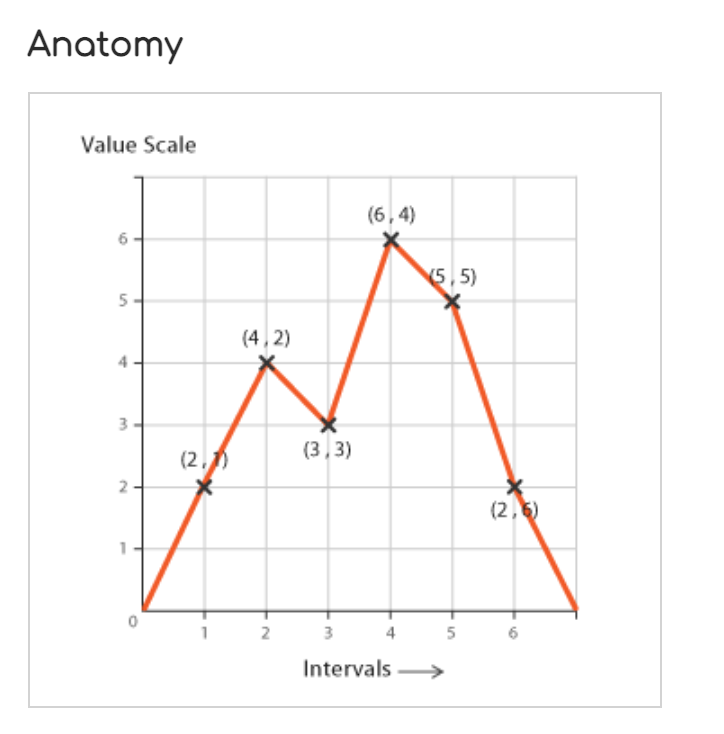 Anatomy
Value Scale
(6 , 4)
6
(5 , 5)
5
(4 , 2)
4
3
(3 , 3)
(2 , 1)
2
(2 , 6)
1
0
1 2 3 4 5 6
Intervals